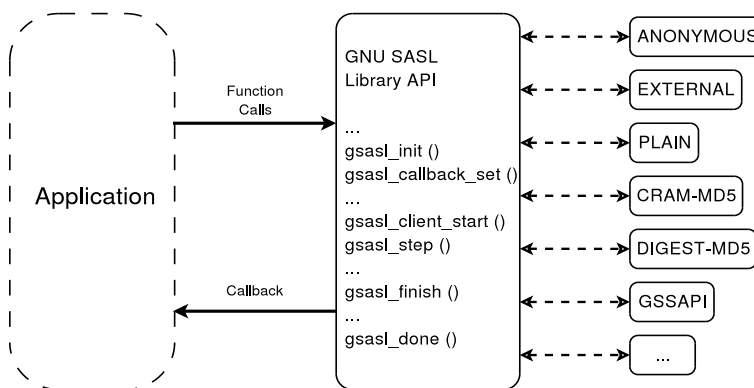 Application
Function
Calls
Callback
GNU SASL
Library API
...
gsasl_init ()
gsasl_callback_set ()
...
gsasl_client_start ()
gsasl_step ()
...
gsasl_finish ()
...
gsasl_done ()
ANONYMOUS
EXTERNAL
PLAIN
CRAM-MD5
DIGEST-MD5
GSSAPI
...